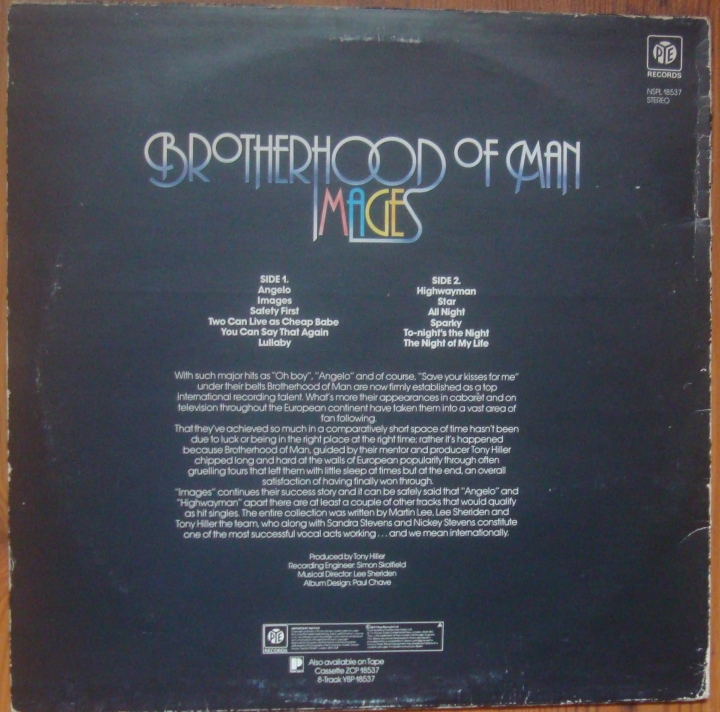 PYE
RECORDS
NSPL 18537
STEREO
BROTHERHOOD OF MAN
IMAGES
SIDE 1.
Angelo
Images
Safety First
Two Can Live as Cheap Babe
You Can Say That Again
Lullaby
SIDE 2.
Highwayman
Star
All Night
Sparky
To-night's the Night
The Night of My Life
With such major hits as "Oh boy", "Angelo" and of course, "Save your kisses for me"
under their belts Brotherhood of Man are now firmly established as a top
international recording talent. What's more their appearances in cabaret and on
television throughout the European continent have taken them into a vast area of
fan following.
That they've achieved so much in a comparatively short space of time hasn't been
due to luck or being in the right place at the right time; rather it's happened
because Brotherhood of Man, guided by their mentor and producer Tony Hiller
chipped long and hard at the walls of European popularity through often
gruelling tours that left them with little sleep at times but at the end, an overall
satisfaction of having finally won through.
"Images" continues their success story and it can be safely said that "Angelo" and
"Highwayman" apart there are at least a couple of other tracks that would qualify
as hit singles. The entire collection was written by Martin Lee, Lee Sheriden and
Tony Hiller the team, who along with Sandra Stevens and Nickey Stevens constitute
one of the most successful vocal acts working . . . and we mean internationally.
Produced by Tony Hiller
Recording Engineer: Simon Skolfield
Musical Director: Lee Sheriden
Album Design: Paul Chave
PYE
RECORDS
Also available on Tape
Cassette ZCP 18537
8-Track Y8P 18537